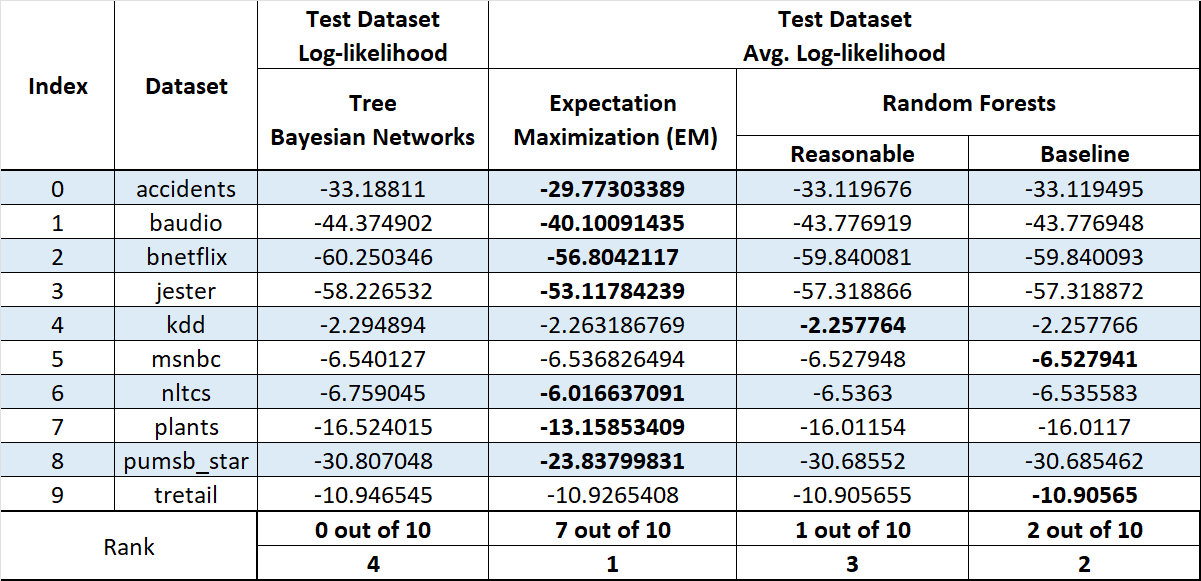 Index Dataset Test Dataset Log-likelihood Test Dataset Avg. Log-likelihood
Tree Bayesian Networks Expectation Maximization (EM) Random Forests
Reasonable Baseline
0 accidents -33.18811 -29.77303389 -33.119676 -33.119495
1 baudio -44.374902 -40.10091435 -43.776919 -43.776948
2 bnetflix -60.250346 -56.8042117 -59.840081 -59.840093
3 jester -58.226532 -53.11784239 -57.318866 -57.318872
4 kdd -2.294894 -2.263186769 -2.257764 -2.257766
5 msnbc -6.540127 -6.536826494 -6.527948 -6.527941
6 nltcs -6.759045 -6.016637091 -6.5363 -6.535583
7 plants -16.524015 -13.15853409 -16.01154 -16.0117
8 pumsb_star -30.807048 -23.83799831 -30.68552 -30.685462
9 tretail -10.946545 -10.9265408 -10.905655 -10.90565
Rank 0 out of 10 7 out of 10 1 out of 10 2 out of 10
4 1 3 2